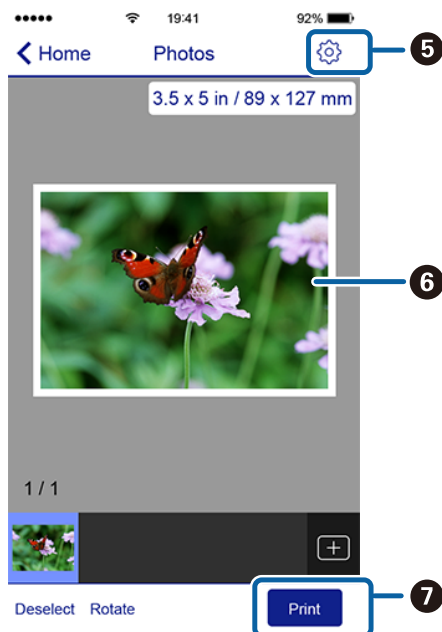 19:41 92%
Home Photos
5
3.5 x 5 in / 89 x 127 mm
6
1 / 1
7
Deselect Rotate Print